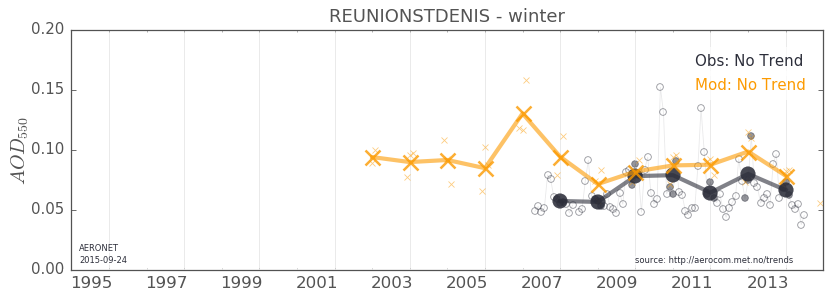 REUNIONSTDENIS - winter
0.20
0.15
0.10
0.05
0.00
AOD550
Obs: No Trend
Mod: No Trend
AERONET
2015-09-24
source: http://aerocom.met.no/trends
1995 1997 1999 2001 2003 2005 2007 2009 2011 2013